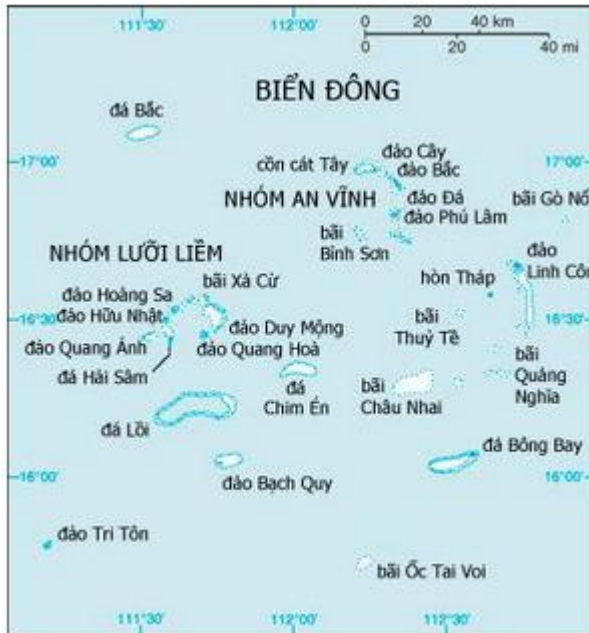 111°30' 112°00'
0 20 40 km
0 20 40 mi
BIỂN ĐÔNG
đá Bắc
17°00'
17°00'
cồn cát Tây
đảo Cây
đảo Bắc
NHÓM AN VĨNH
đảo Đá
đảo Phú Lâm
bãi Gò Nổ
bãi
Bình Sơn
NHÓM LƯỠI LIỀM
bãi Xà Cừ
đảo
Linh Côn
hòn Tháp
đảo Hoàng Sa
đảo Hữu Nhật
16°30'
16°30'
bãi
Thuỷ Tề
đảo Duy Mộng
đảo Quang Ảnh
đảo Quang Hoà
đá Hải Sâm
bãi
Quảng
Nghĩa
đá
Chim Én
bãi
Châu Nhai
đá Lồi
đá Bông Bay
16°00'
16°00'
đảo Bạch Quy
đảo Tri Tôn
bãi Ốc Tai Voi
111°30' 112°00' 112°30'